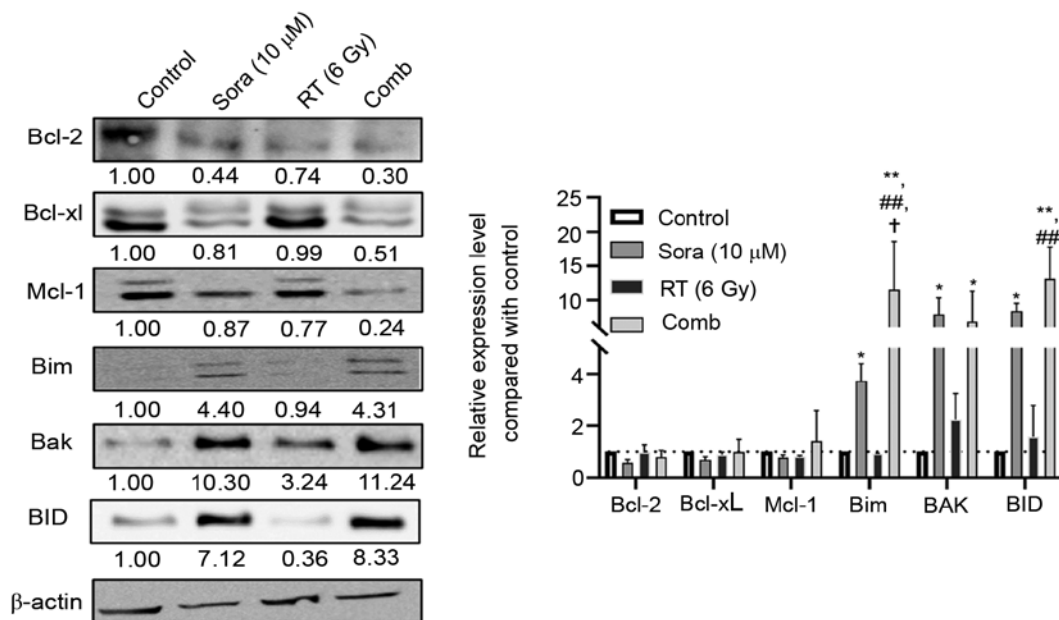 Control Sora (10 μM) RT (6 Gy) Comb
Bcl-2
1.00 0.44 0.74 0.30
Bcl-xl
1.00 0.81 0.99 0.51
Mcl-1
1.00 0.87 0.77 0.24
Bim
1.00 4.40 0.94 4.31
Bak
1.00 10.30 3.24 11.24
BID
1.00 7.12 0.36 8.33
β-actin
Relative expression level
compared with control
25
20
15
10
4
2
0
Control
Sora (10 μM)
RT (6 Gy)
Comb
**,
##,
†
**,
##
* * * *
Bcl-2 Bcl-xL Mcl-1 Bim BAK BID